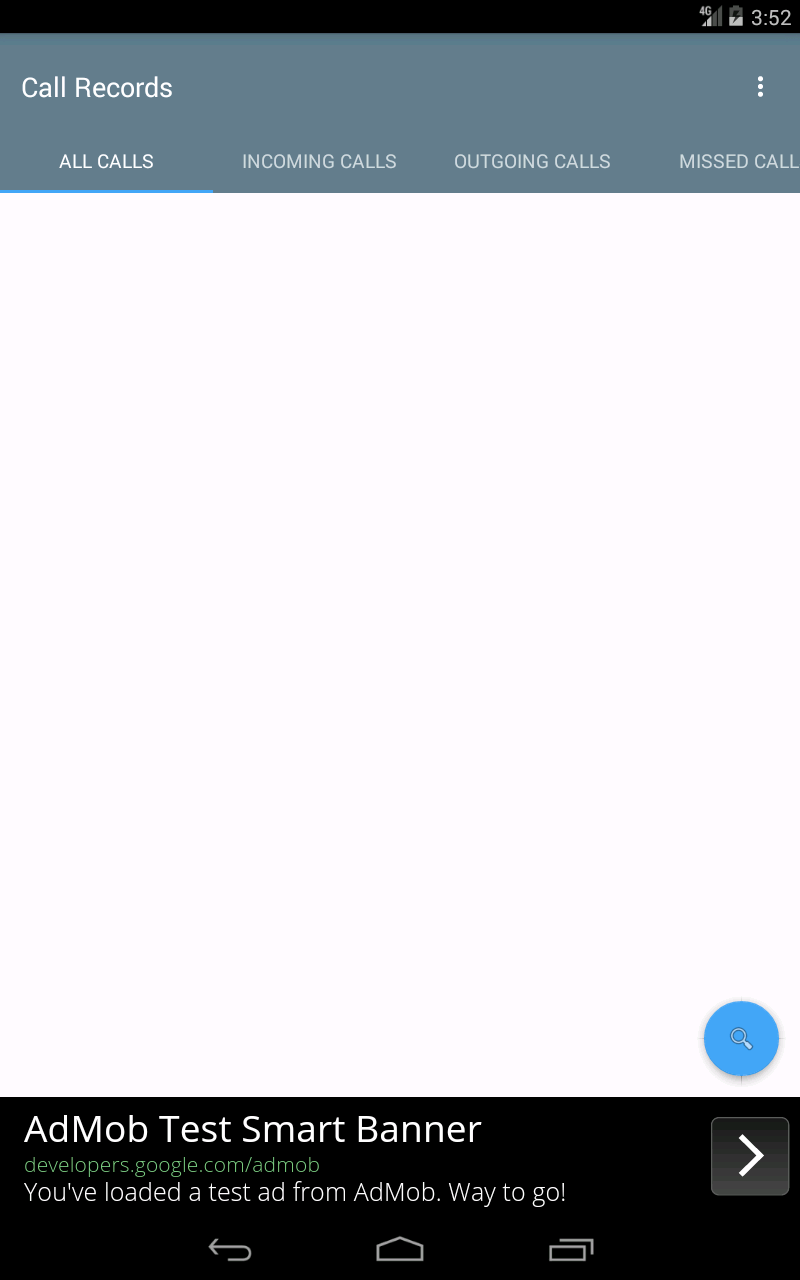 4G 3:52
Call Records
ALL CALLS INCOMING CALLS OUTGOING CALLS MISSED CALL
AdMob Test Smart Banner
developers.google.com/admob
You've loaded a test ad from AdMob. Way to go!